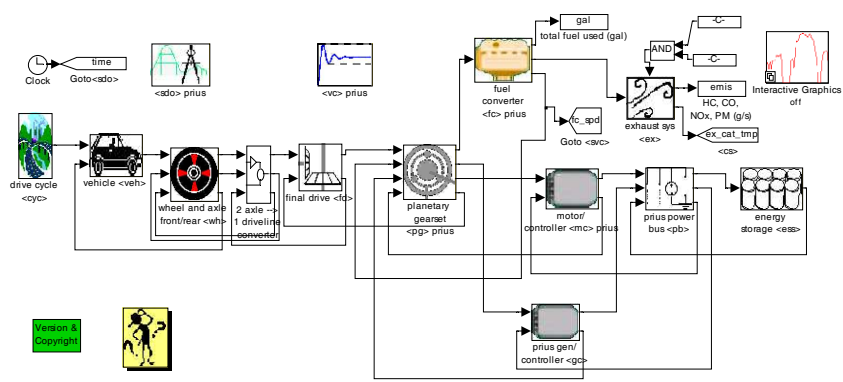 gal
total fuel used (gal)
-C-
AND
-C-
time
Clock
Goto<sdo>
<sdo> prius
<vc> prius
fuel
converter
<fc> prius
emis
HC, CO,
NOx, PM (g/s)
Interactive Graphics
off
fc_spd
Goto <svc>
exhaust sys
<ex>
ex_cat_tmp
<cs>
drive cycle
<cyc>
vehicle <veh>
wheel and axle
front/rear <wh>
2 axle -->
1 driveline
converter
final drive <fd>
planetary
gearset
<pg> prius
motor/
controller <mc> prius
prius power
bus <pb>
energy
storage <ess>
Version &
Copyright
prius gen/
controller <gc>